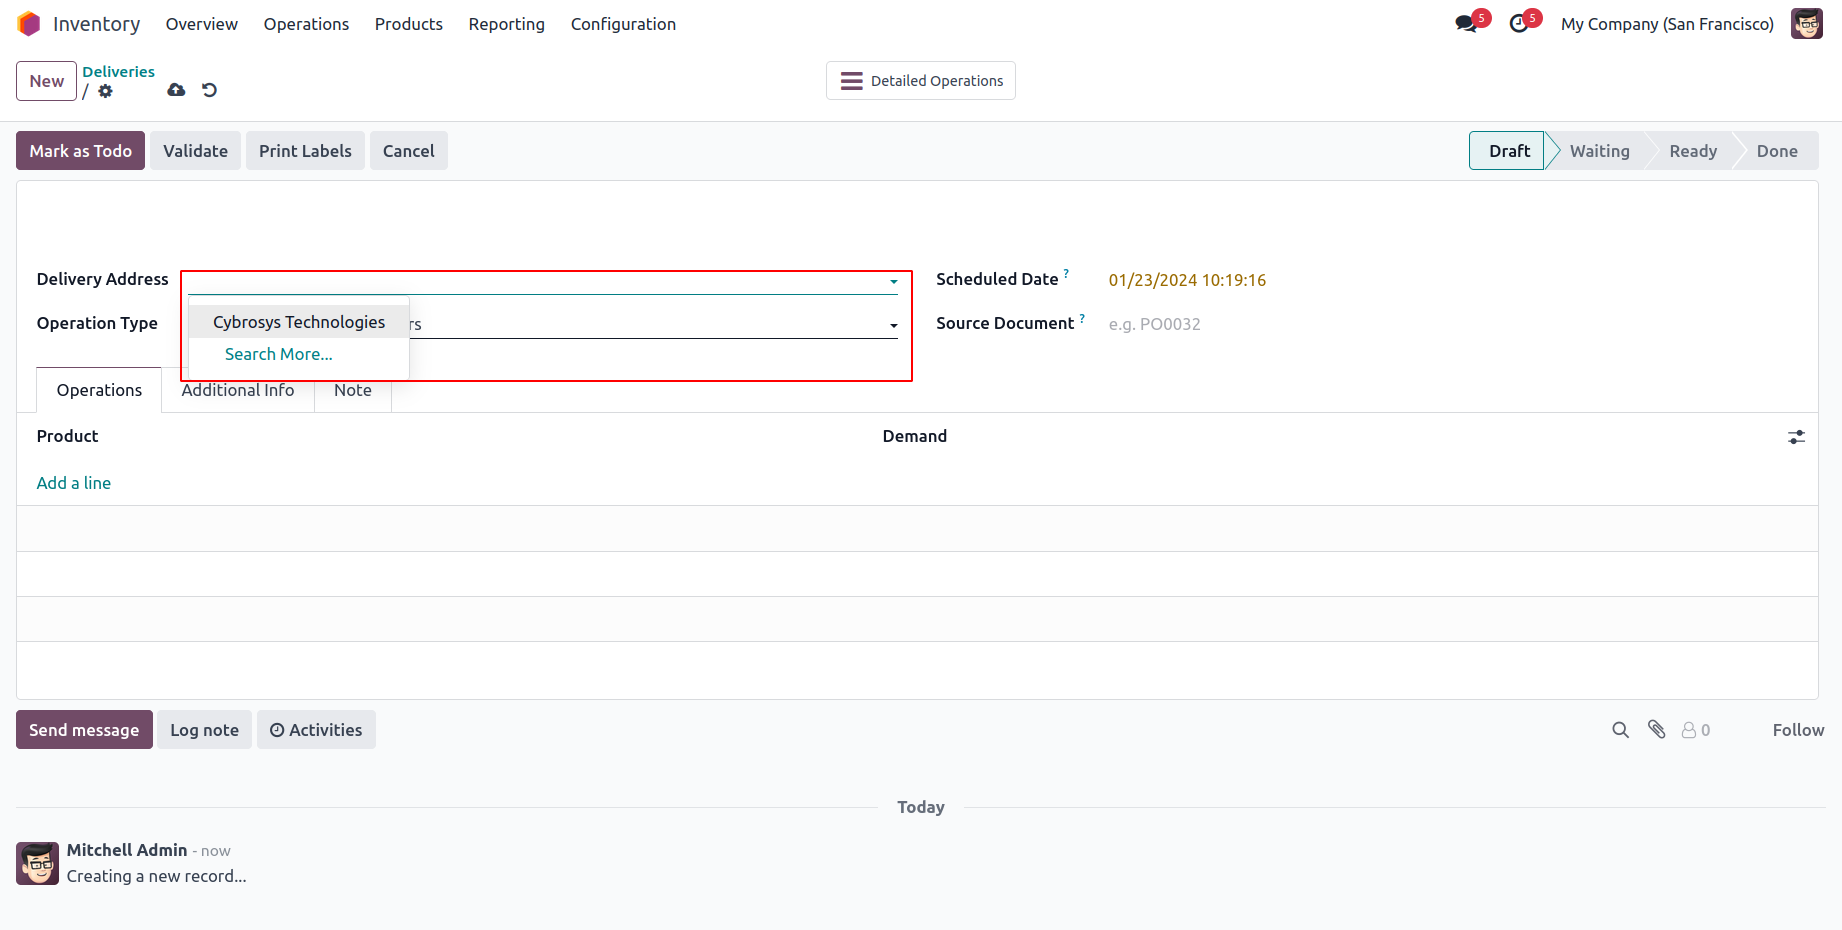 Inventory Overview Operations Products Reporting Configuration 5 5 My Company (San Francisco)
New Deliveries
/
Detailed Operations
Mark as Todo Validate Print Labels Cancel Draft Waiting Ready Done
Delivery Address Scheduled Date ? 01/23/2024 10:19:16
Cybrosys Technologies
Operation Type rs Source Document ? e.g. PO0032
Search More...
Operations Additional Info Note
Product Demand
Add a line
Send message Log note Activities 0 Follow
Today
Mitchell Admin - now
Creating a new record...